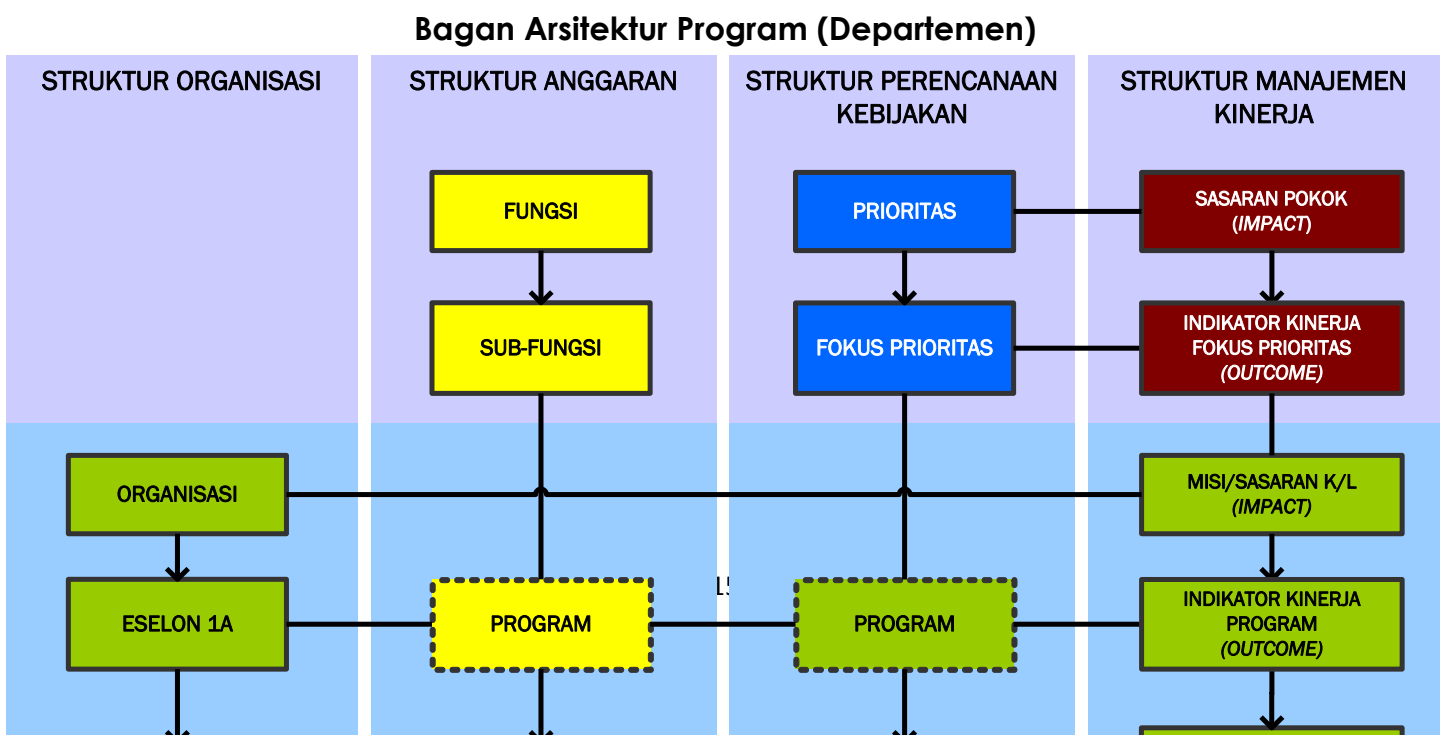 Bagan Arsitektur Program (Departemen)
STRUKTUR ORGANISASI
STRUKTUR ANGGARAN
STRUKTUR PERENCANAAN
KEBIJAKAN
STRUKTUR MANAJEMEN
KINERJA
FUNGSI
PRIORITAS
SASARAN POKOK
(IMPACT)
SUB-FUNGSI
FOKUS PRIORITAS
INDIKATOR KINERJA
FOKUS PRIORITAS
(OUTCOME)
ORGANISASI
MISI/SASARAN K/L
(IMPACT)
ESELON 1A
PROGRAM
PROGRAM
INDIKATOR KINERJA
PROGRAM
(OUTCOME)